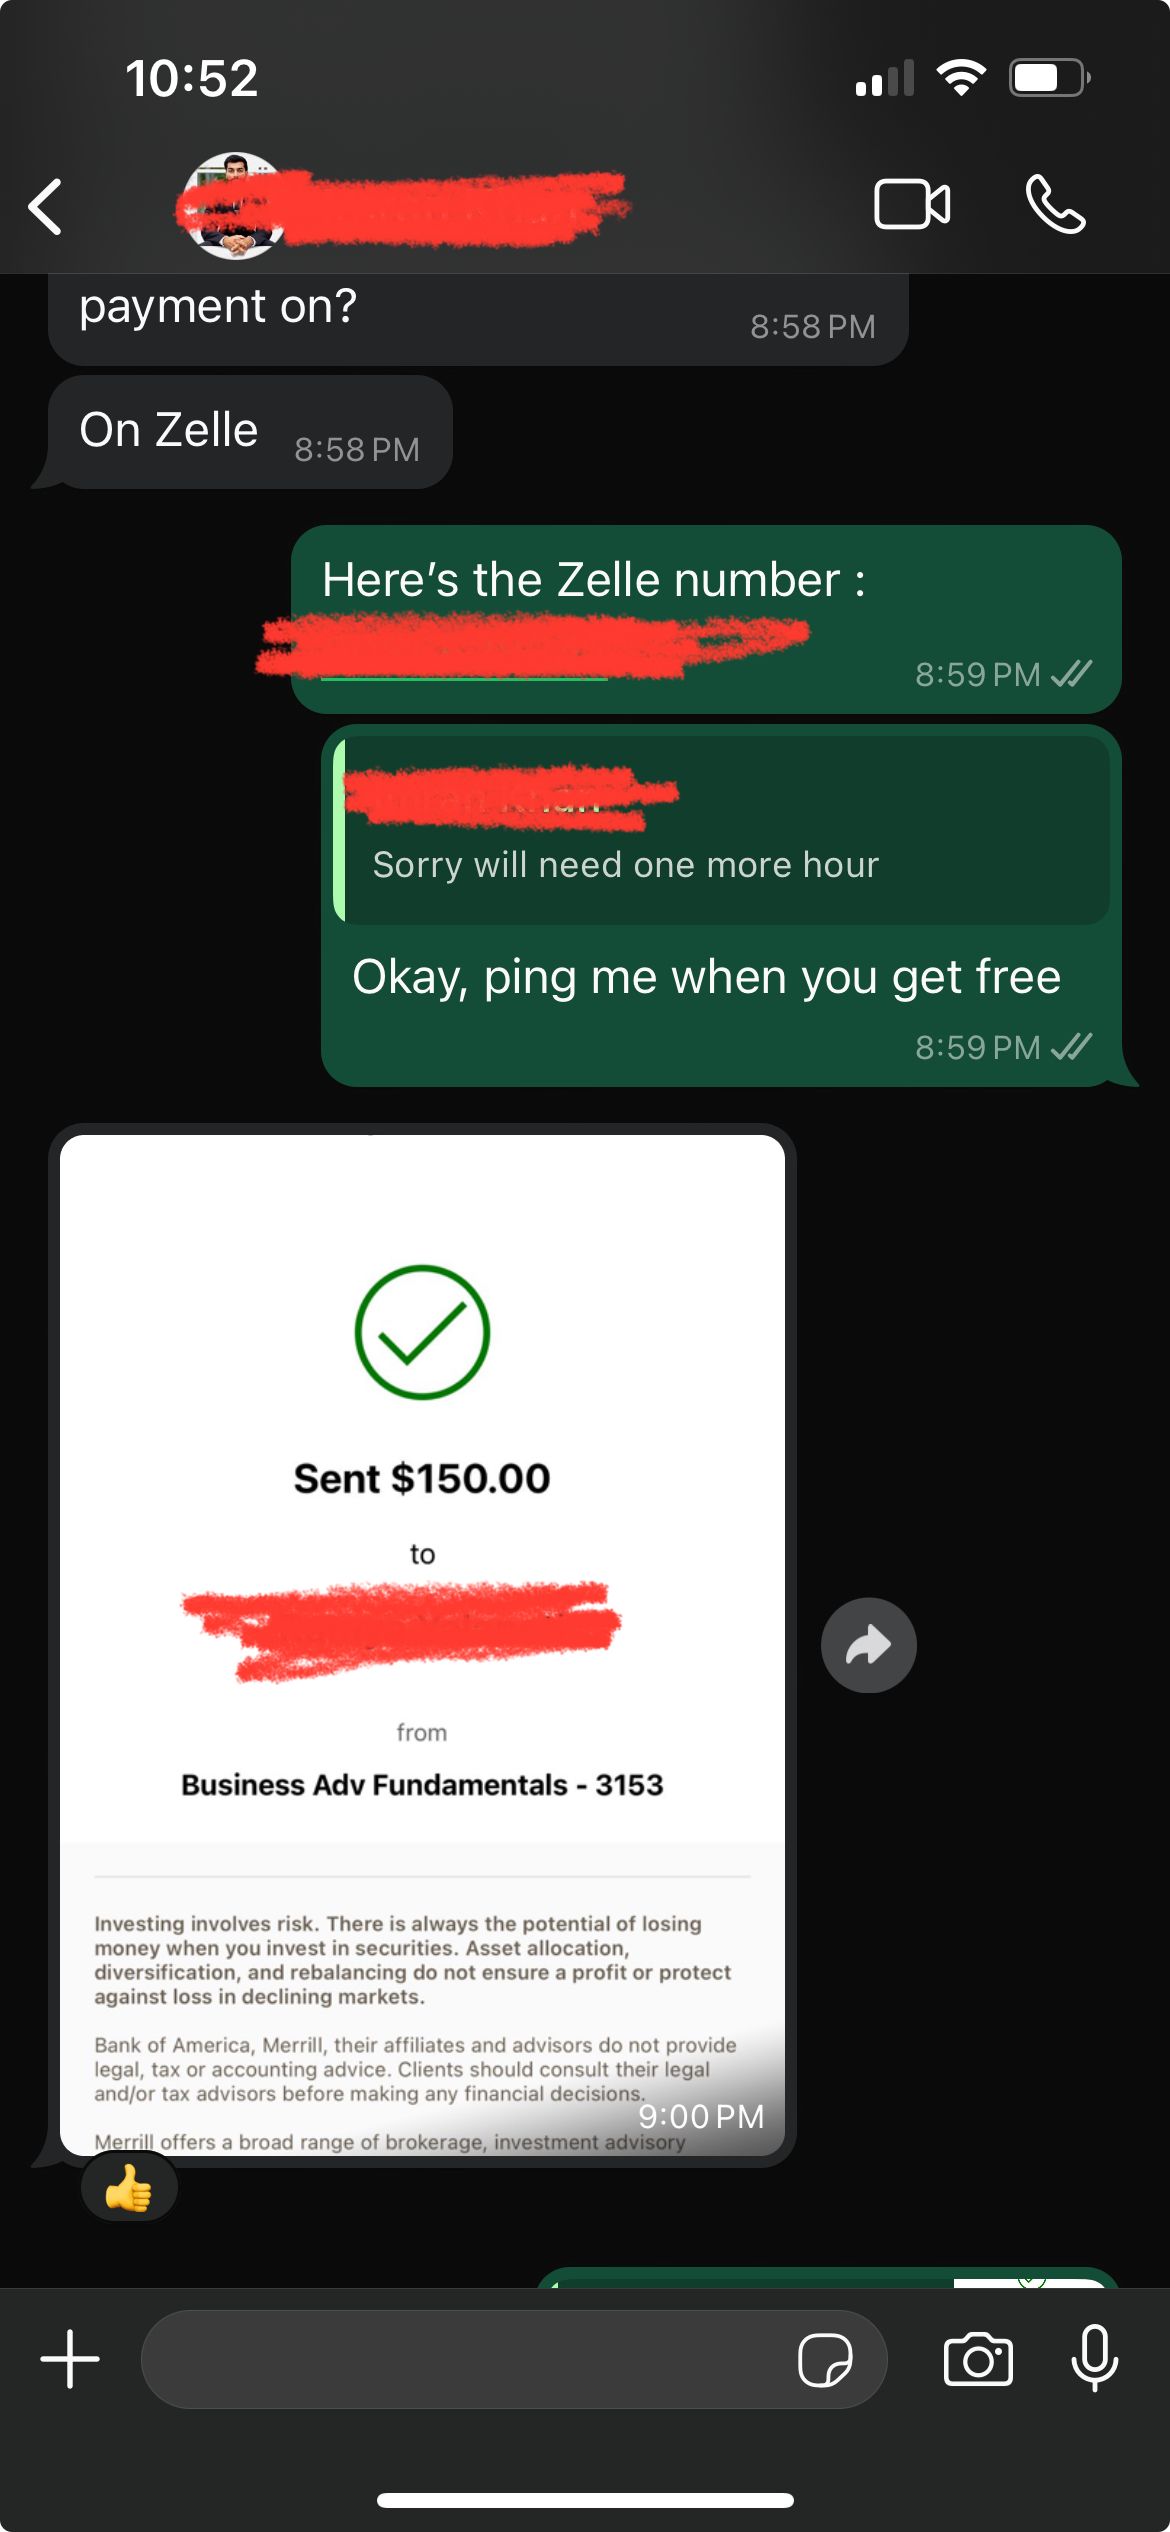 10:52
payment on?
8:58 PM
On Zelle
8:58 PM
Here's the Zelle number :
8:59 PM
Sorry will need one more hour
Okay, ping me when you get free
8:59 PM
Sent $150.00
to
from
Business Adv Fundamentals - 3153
Investing involves risk. There is always the potential of losing
money when you invest in securities. Asset allocation,
diversification, and rebalancing do not ensure a profit or protect
against loss in declining markets.
Bank of America, Merrill, their affiliates and advisors do not provide
legal, tax or accounting advice. Clients should consult their legal
and/or tax advisors before making any financial decisions.
9:00 PM
Merrill offers a broad range of brokerage, investment advisory